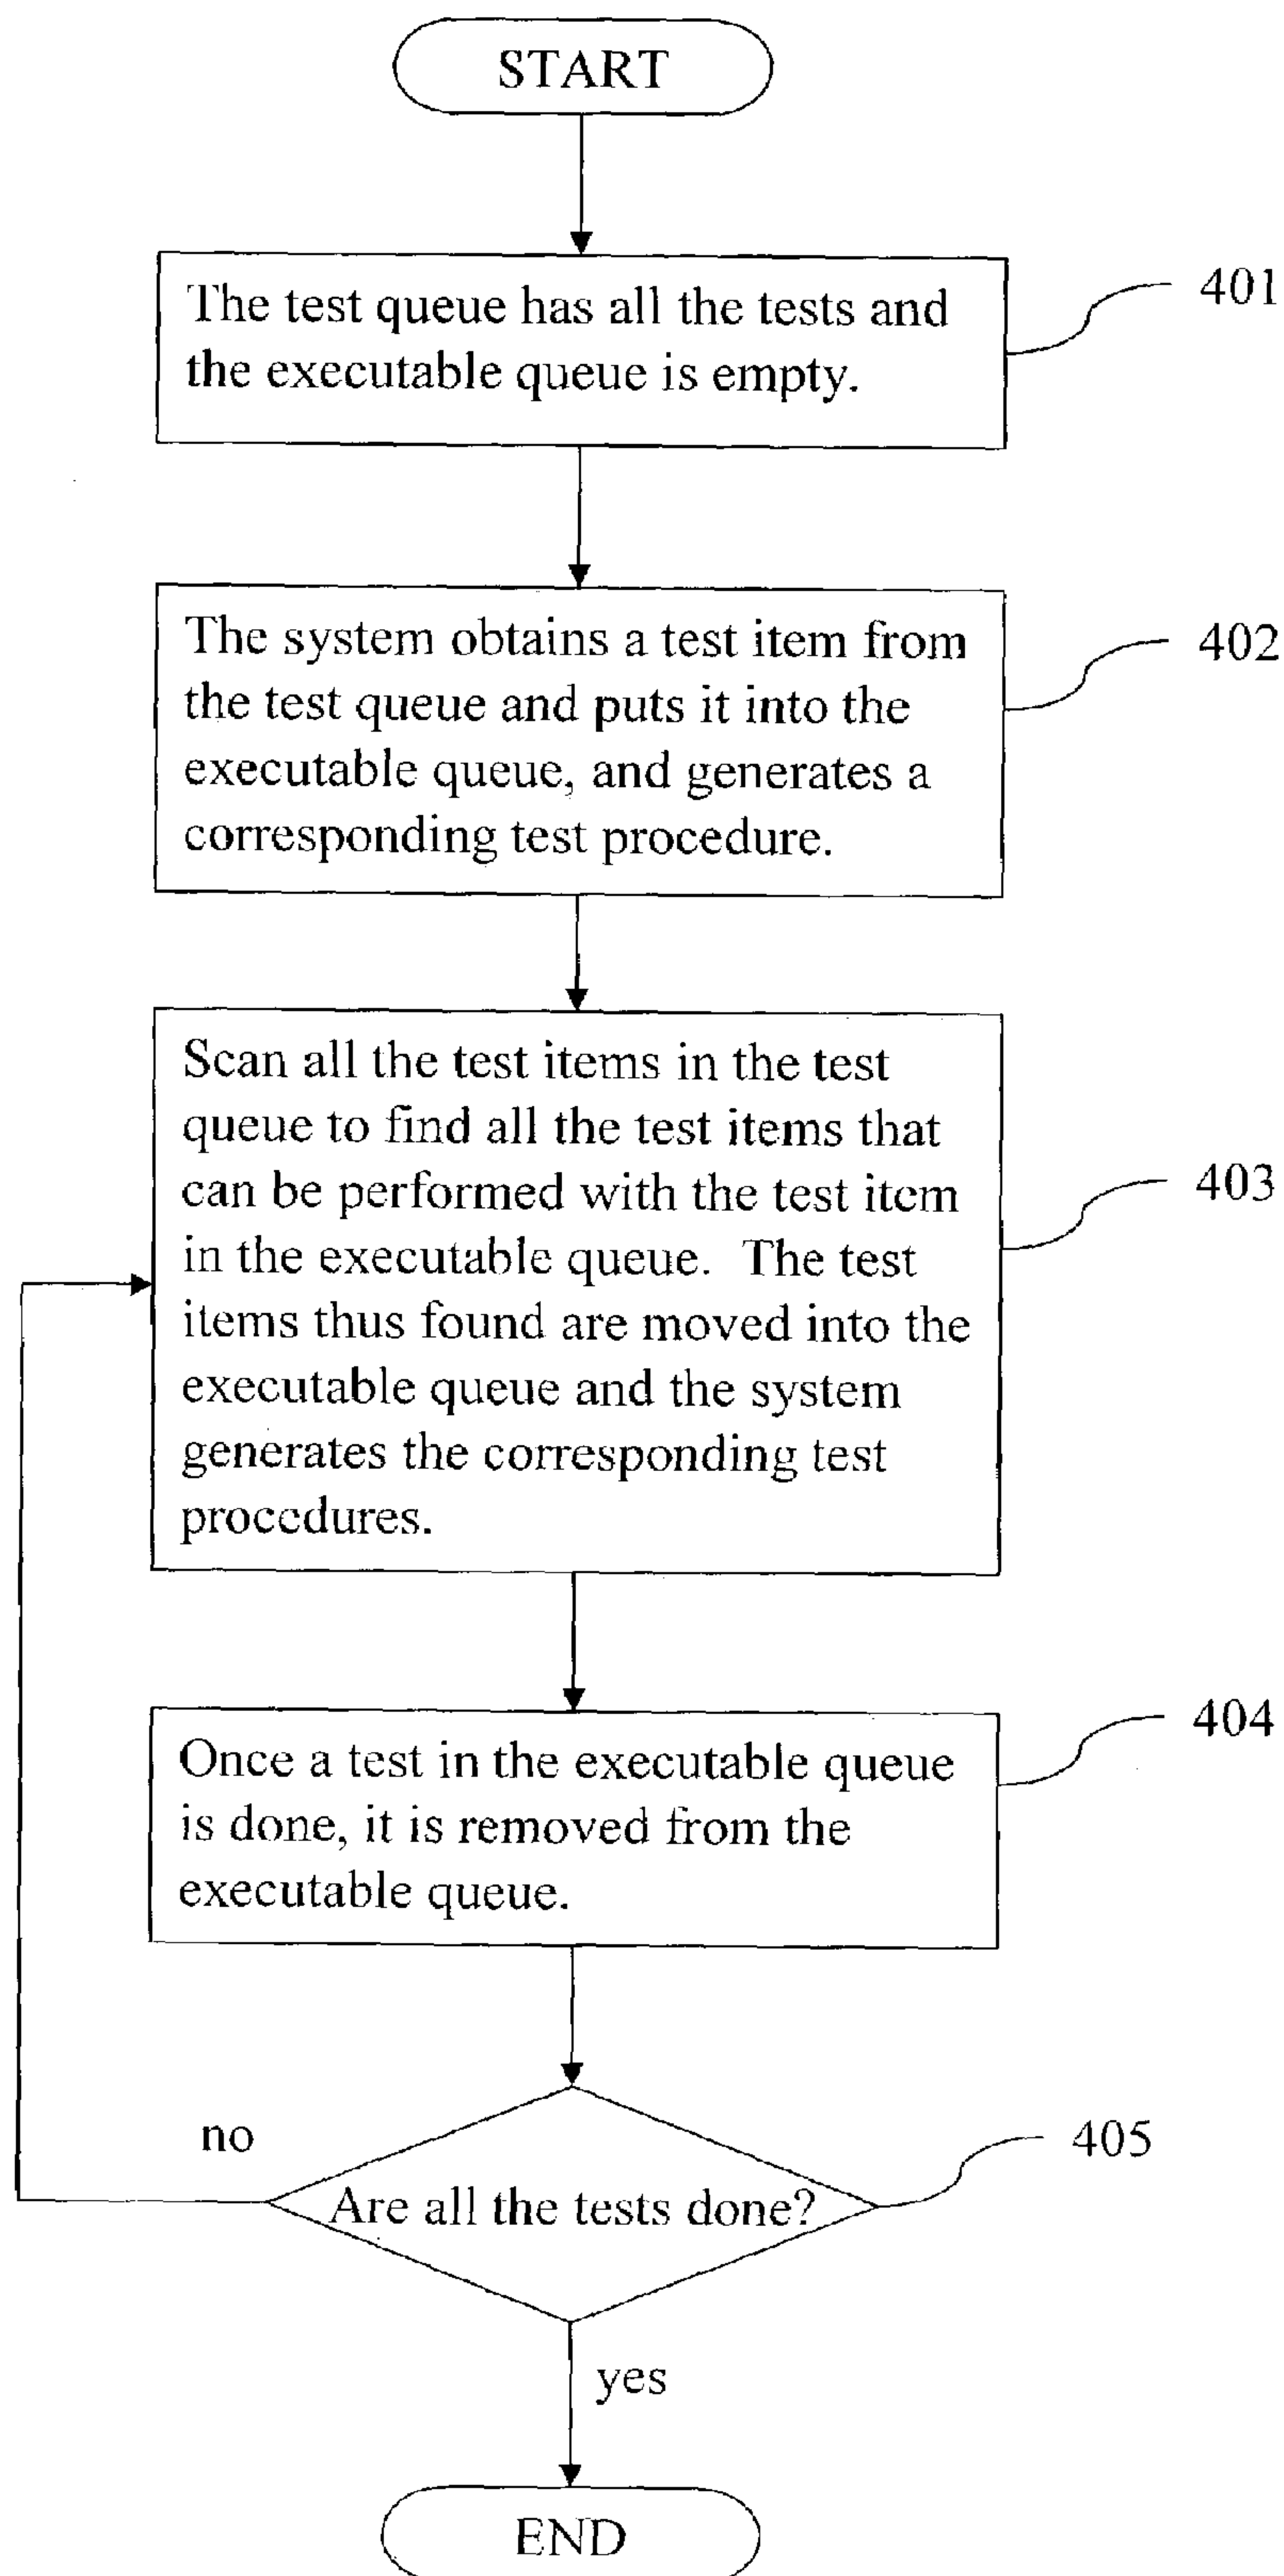 START
The test queue has all the tests and
the executable queue is empty.
401
The system obtains a test item from
the test queue and puts it into the
executable queue, and generates a
corresponding test procedure.
402
Scan all the test items in the test
queue to find all the test items that
can be performed with the test item
in the executable queue. The test
items thus found are moved into the
executable queue and the system
generates the corresponding test
procedures.
403
Once a test in the executable queue
is done, it is removed from the
executable queue.
404
no
Are all the tests done?
405
yes
END